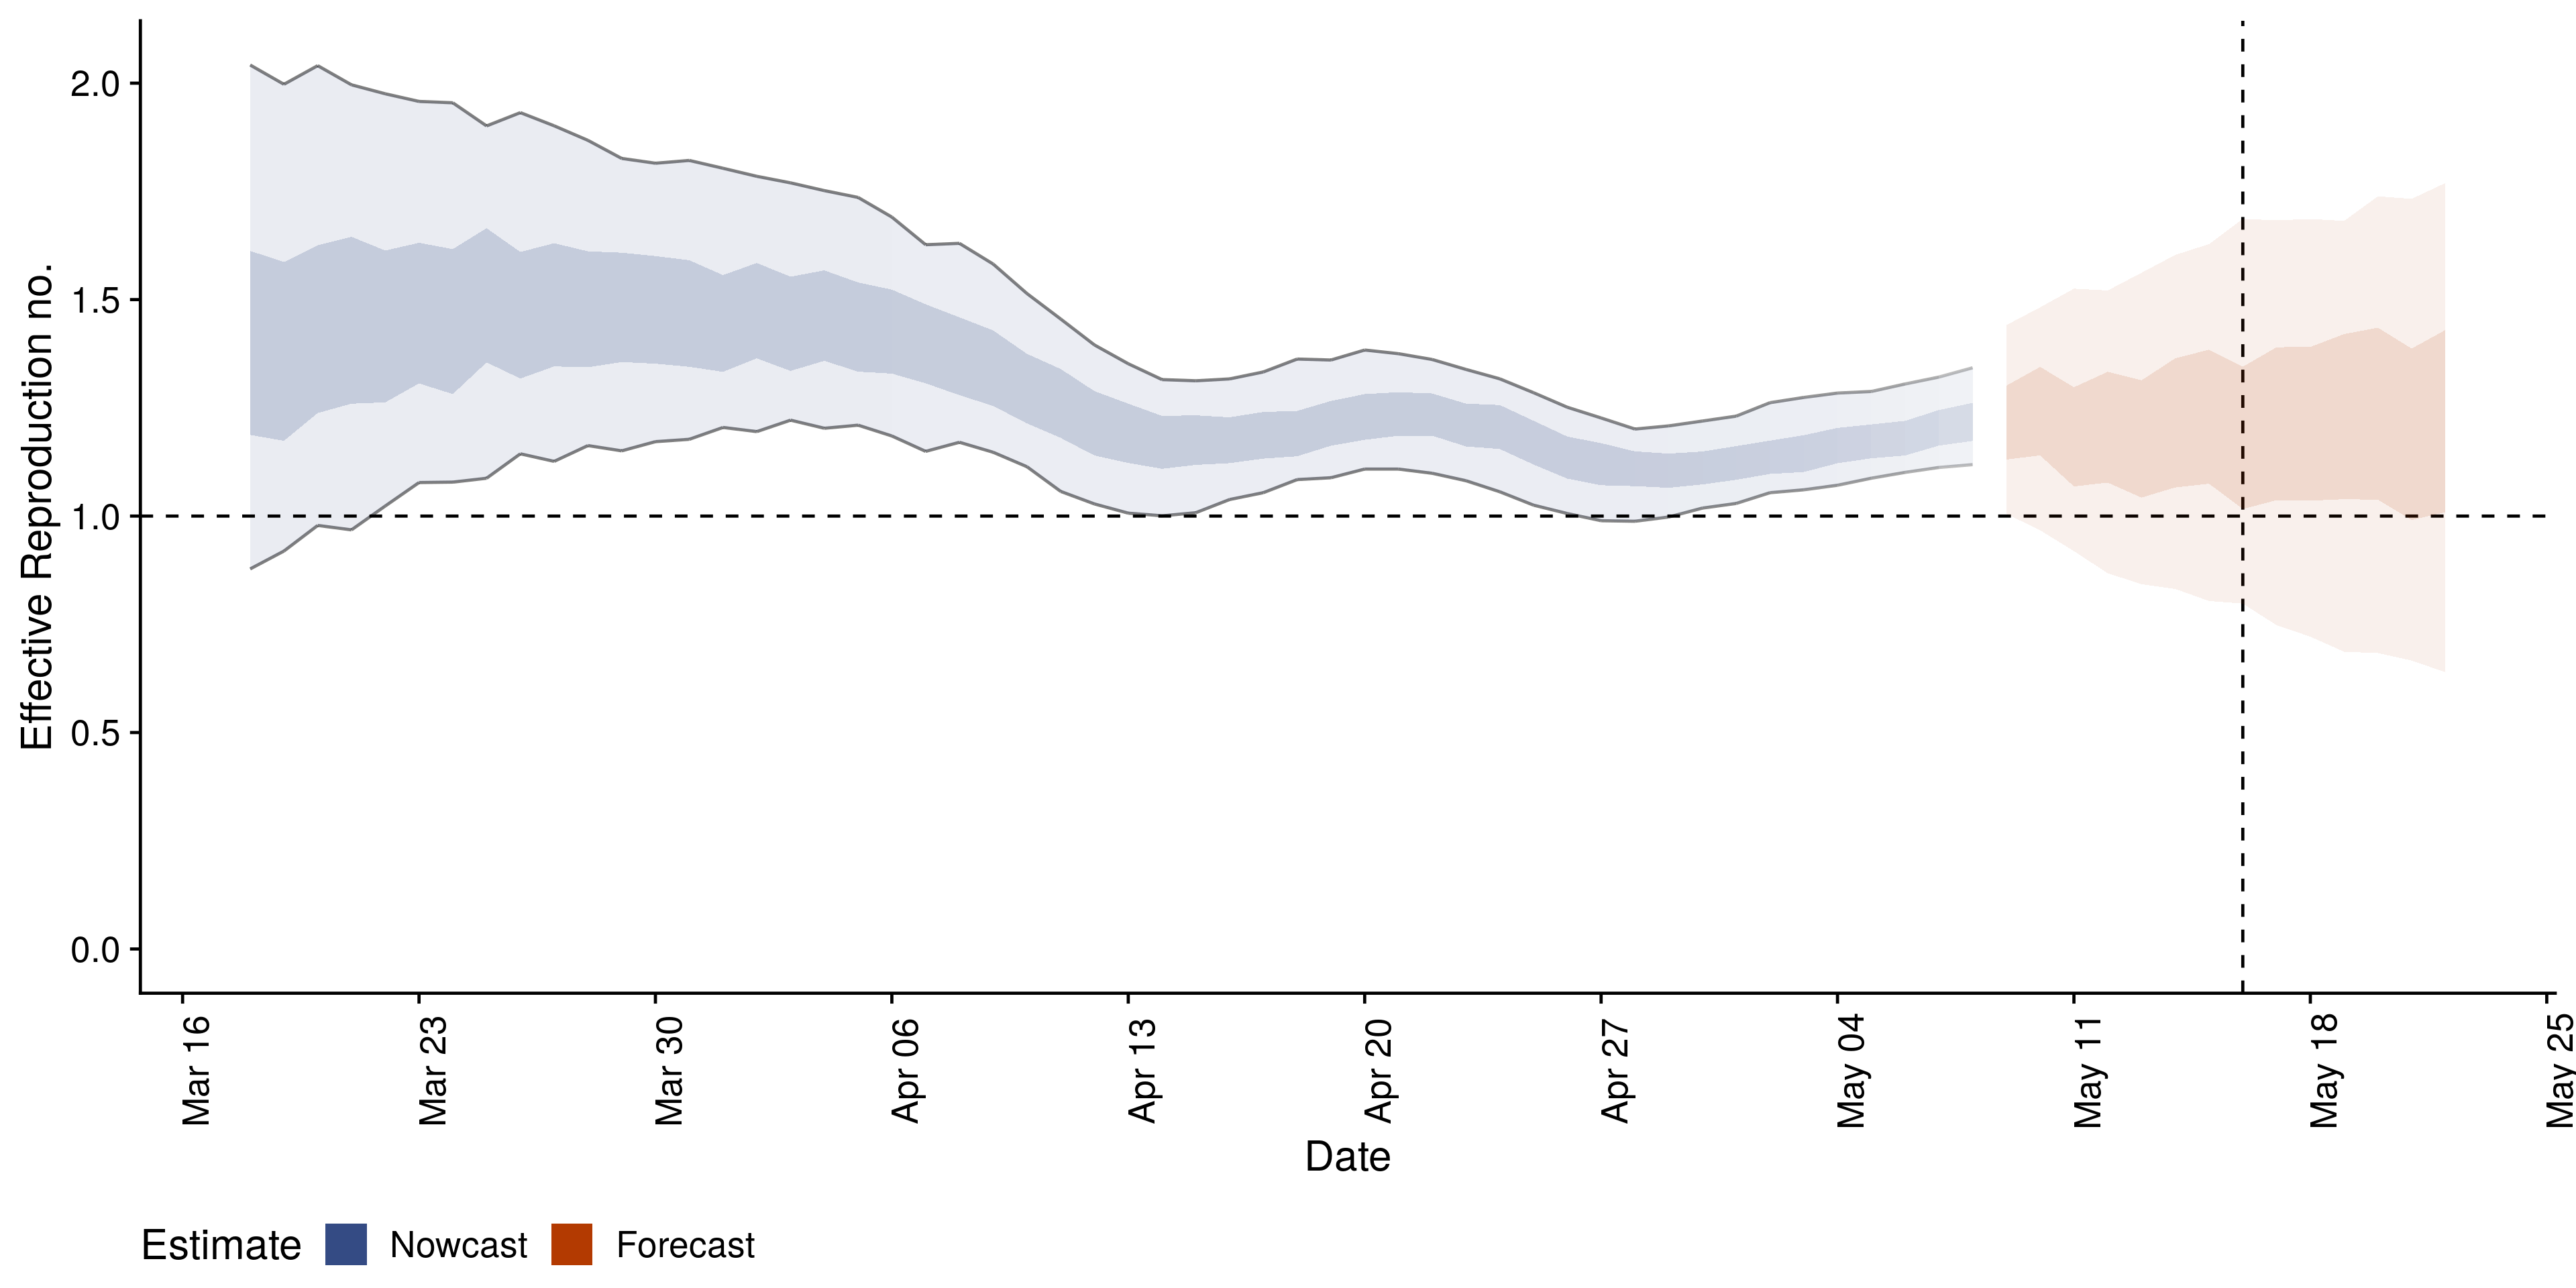 Effective Reproduction no.
2.0
1.5
1.0
0.5
0.0
Mar 16
Mar 23
Mar 30
Apr 06
Apr 13
Apr 20
Apr 27
May 04
May 11
May 18
May 25
Date
Estimate Nowcast Forecast